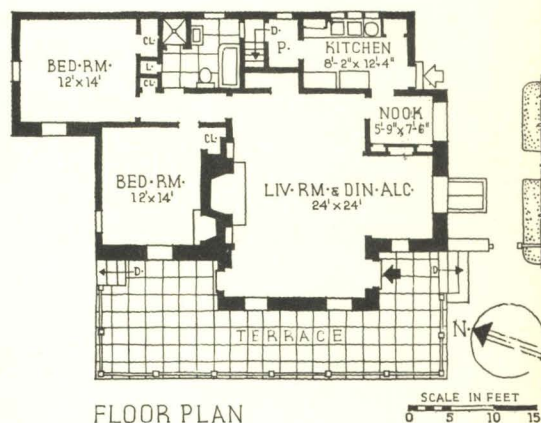 BED·RM·
12'x14'
CL·
L·
CL·
D·
P.
KITCHEN
8'-2" x 12'-4"
NOOK
5'-9" x 7'-6"
CL·
BED·RM·
12'x14'
LIV·RM·& DIN·ALC·
24'x24'
D·
D·
TERRACE
N·
FLOOR PLAN
SCALE IN FEET
0 5 10 15